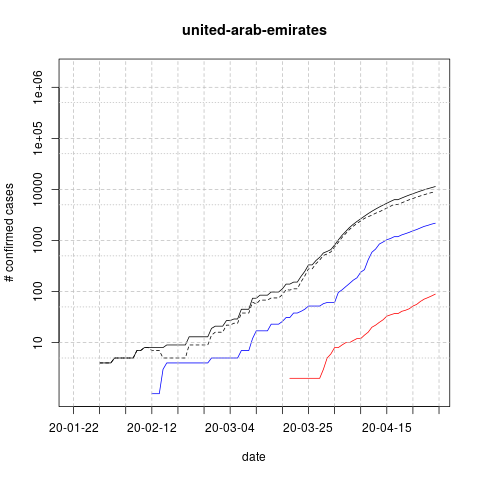 united-arab-emirates
# confirmed cases
1e+06
1e+05
10000
1000
100
10
20-01-22
20-02-12
20-03-04
20-03-25
20-04-15
date